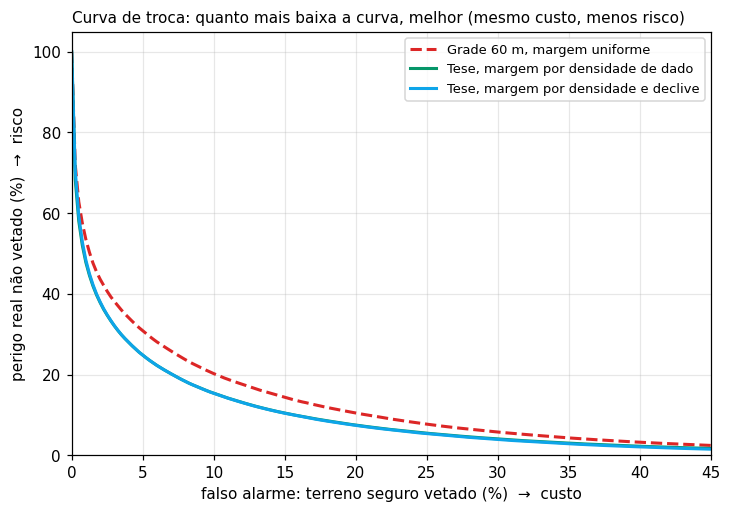 Curva de troca: quanto mais baixa a curva, melhor (mesmo custo, menos risco)
perigo real não vetado (%) → risco
100
80
60
40
20
0
Grade 60 m, margem uniforme
Tese, margem por densidade de dado
Tese, margem por densidade e declive
0 5 10 15 20 25 30 35 40 45
falso alarme: terreno seguro vetado (%) → custo